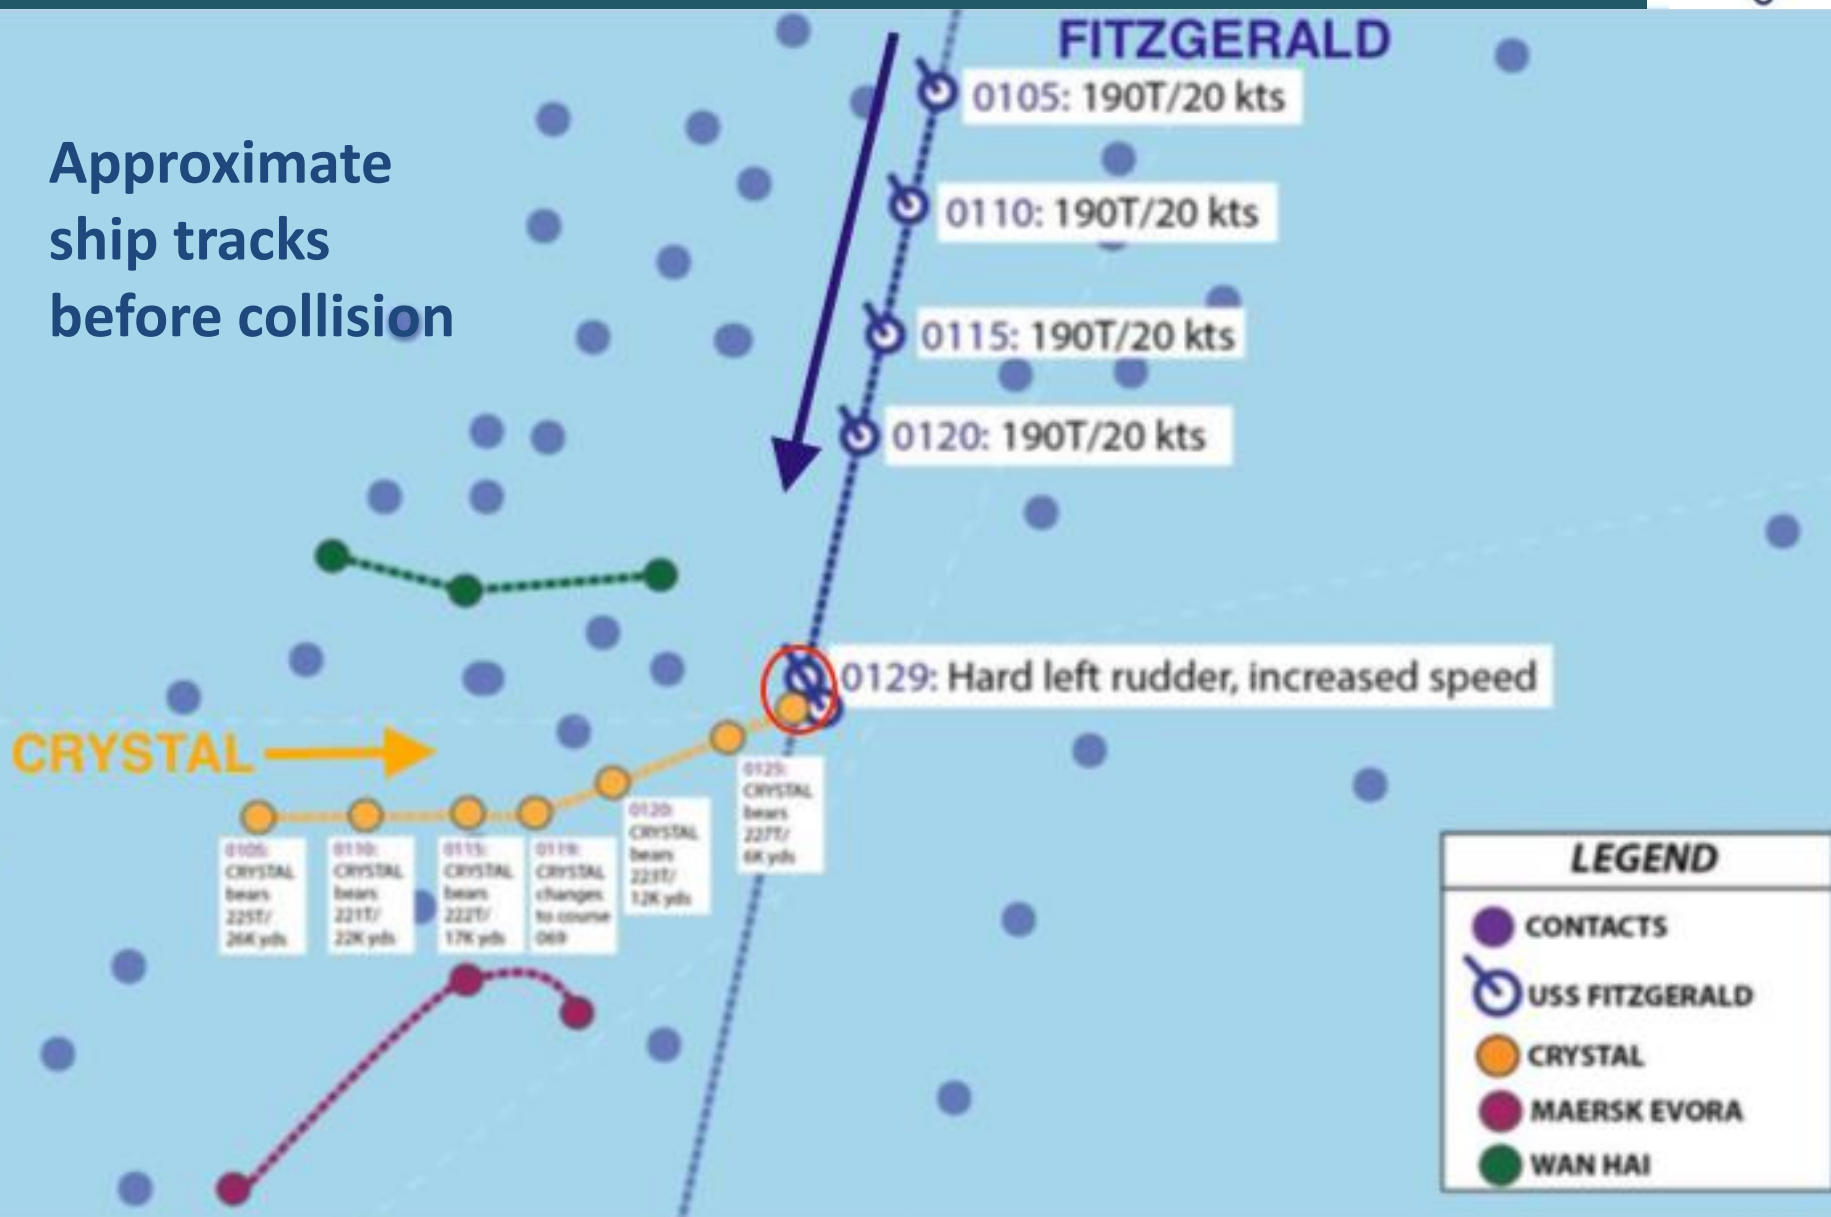 Approximate
ship tracks
before collision
FITZGERALD
0105: 190T/20 kts
0110: 190T/20 kts
0115: 190T/20 kts
0120: 190T/20 kts
0129: Hard left rudder, increased speed
CRYSTAL
0105:
CRYSTAL
bears
225T/
26K yds
0110:
CRYSTAL
bears
221T/
22K yds
0115:
CRYSTAL
bears
222T/
17K yds
0119:
CRYSTAL
changes
to course
069
0120:
CRYSTAL
bears
223T/
12K yds
0125:
CRYSTAL
bears
227T/
6K yds
LEGEND
CONTACTS
USS FITZGERALD
CRYSTAL
MAERSK EVORA
WAN HAI